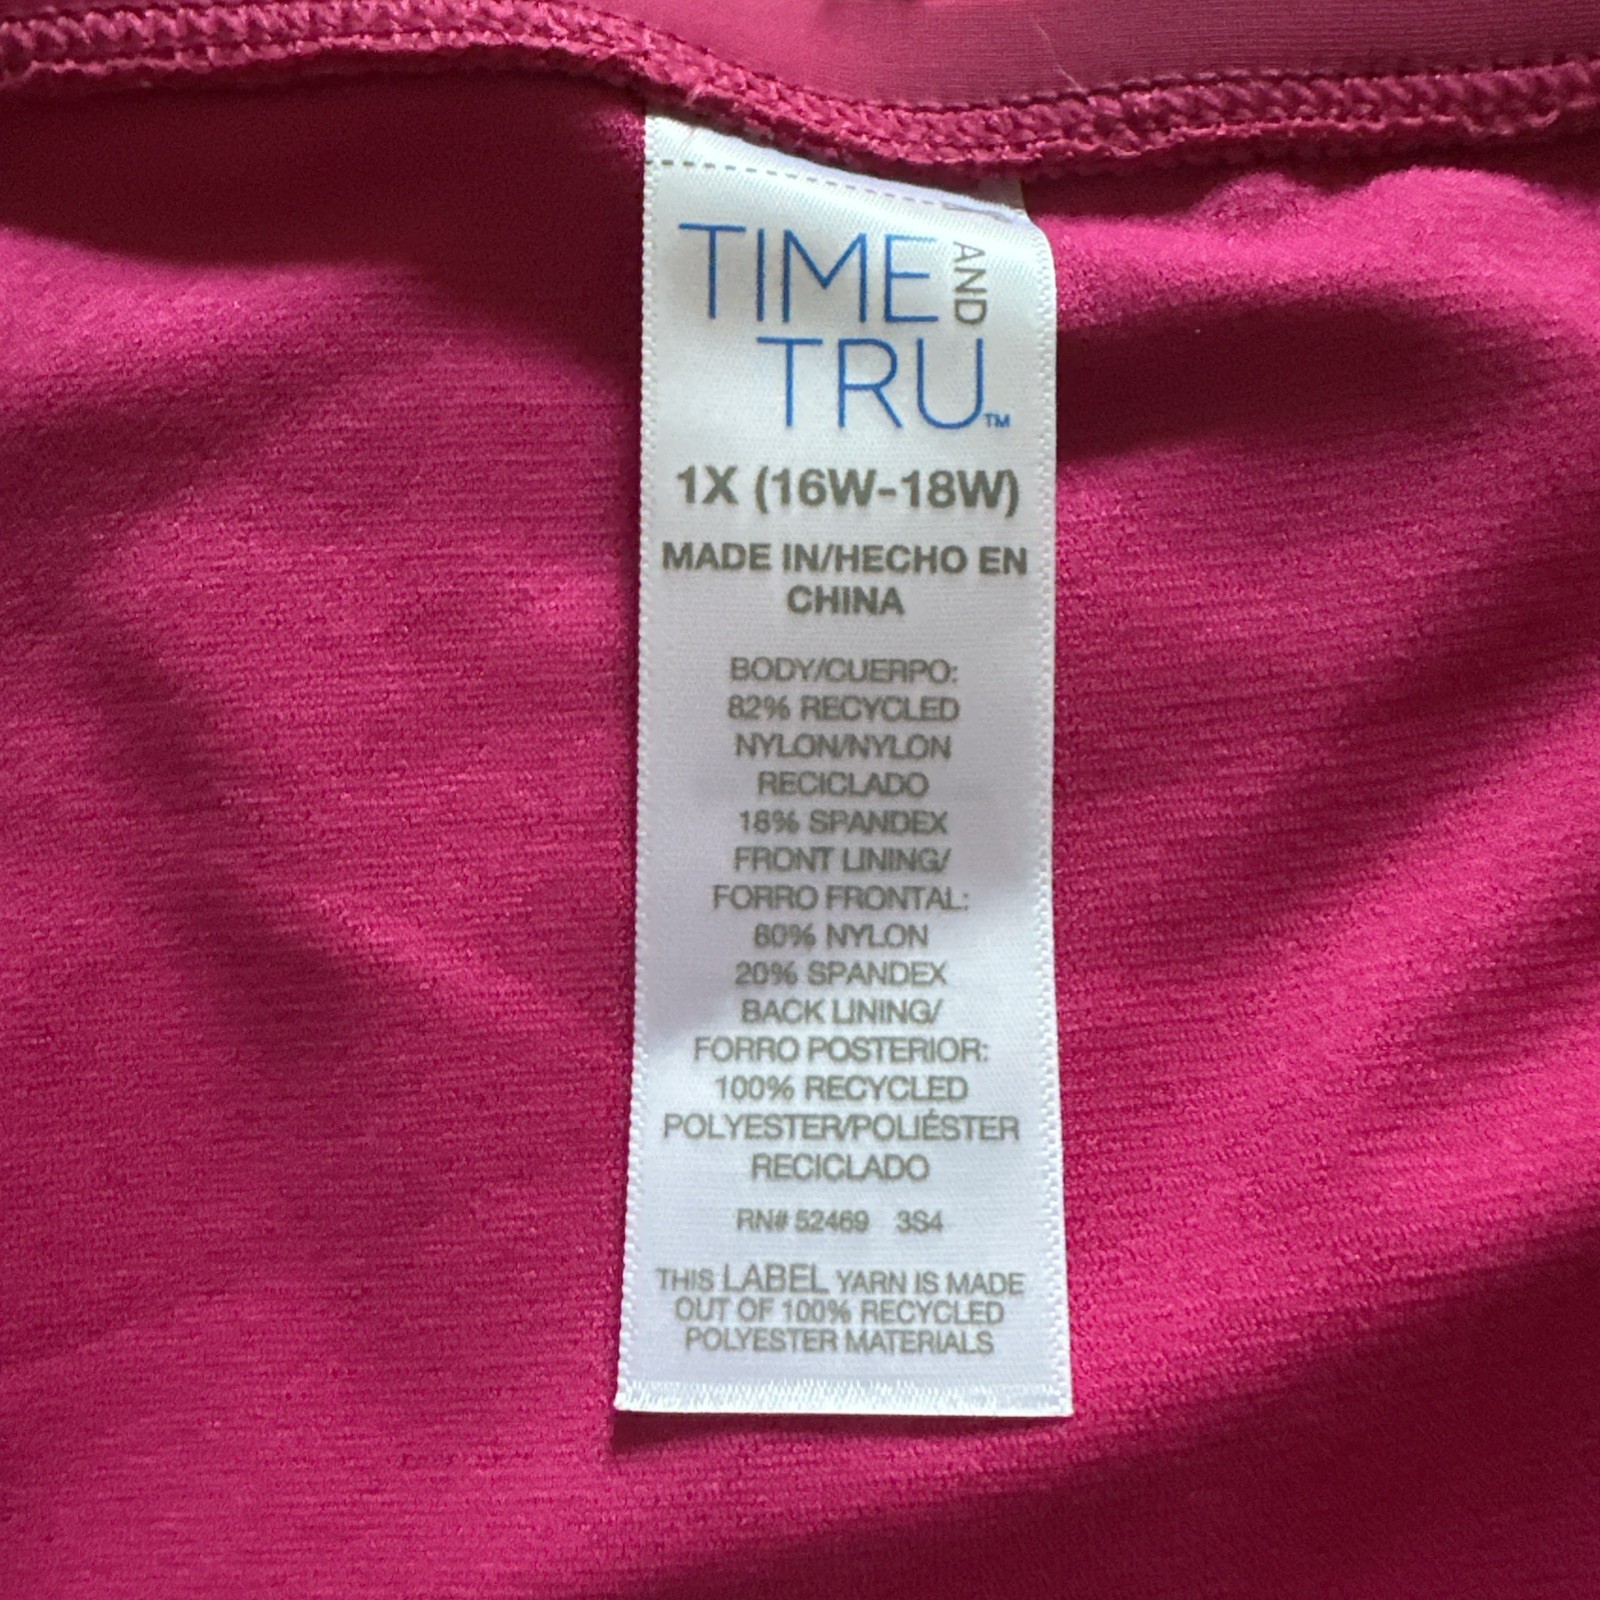 TIME AND
TRU™
1X (16W-18W)
MADE IN/HECHO EN
CHINA
BODY/CUERPO:
82% RECYCLED
NYLON/NYLON
RECICLADO
18% SPANDEX
FRONT LINING/
FORRO FRONTAL:
80% NYLON
20% SPANDEX
BACK LINING/
FORRO POSTERIOR:
100% RECYCLED
POLYESTER/POLIÉSTER
RECICLADO
RN# 52469 3S4
THIS LABEL YARN IS MADE
OUT OF 100% RECYCLED
POLYESTER MATERIALS